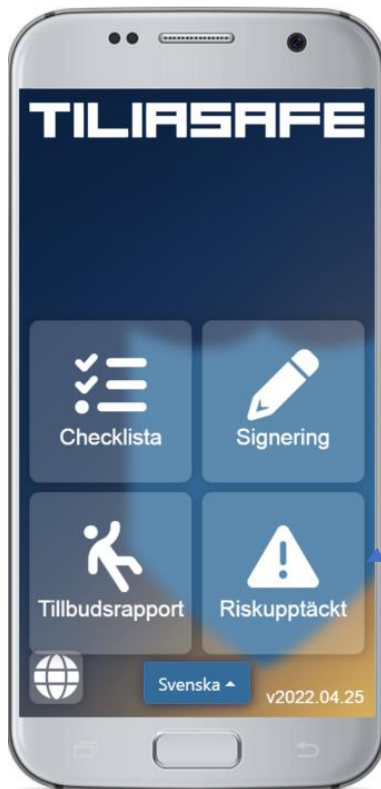 TILIASAFE
Checklista
Signering
Tillbudsrapport
Riskupptäckt
Svenska
v2022.04.25